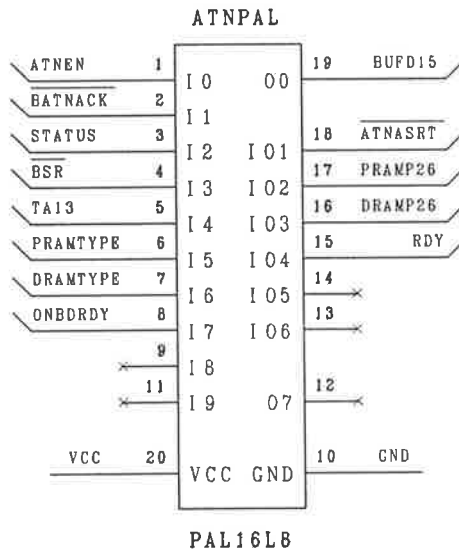 ATNPAL
ATNEN 1 I0 O0 19 BUFD15
BATNACK 2 I1
STATUS 3 I2 IO1 18 ATNASRT
BSR 4 I3 IO2 17 PRAMP26
TA13 5 I4 IO3 16 DRAMP26
PRAMTYPE 6 I5 IO4 15 RDY
DRAMTYPE 7 I6 IO5 14
ONBDRDY 8 I7 IO6 13
9 I8
11 I9 O7 12
VCC 20 VCC GND 10 GND
PAL16L8